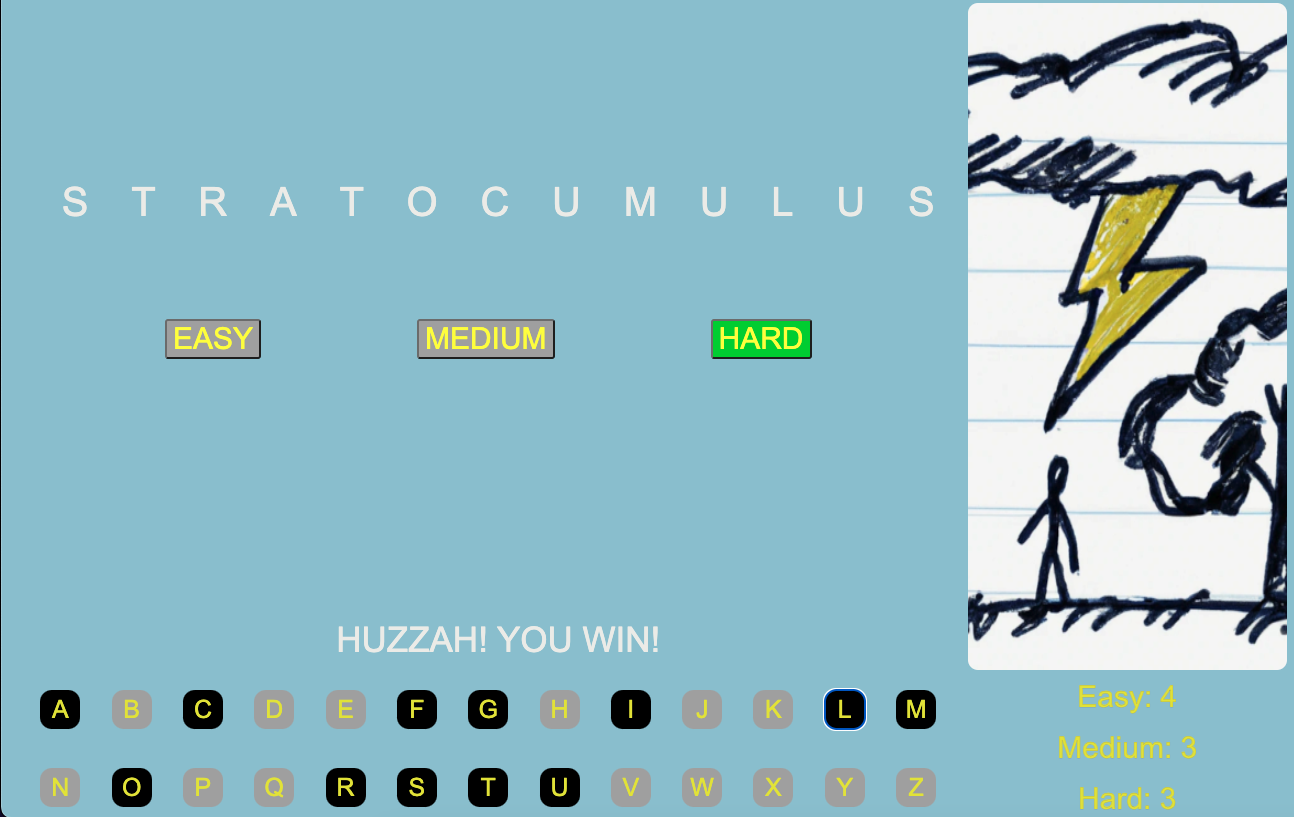 S T R A T O C U M U L U S
EASY MEDIUM HARD
HUZZAH! YOU WIN!
A B C D E F G H I J K L M
N O P Q R S T U V W X Y Z
Easy: 4
Medium: 3
Hard: 3